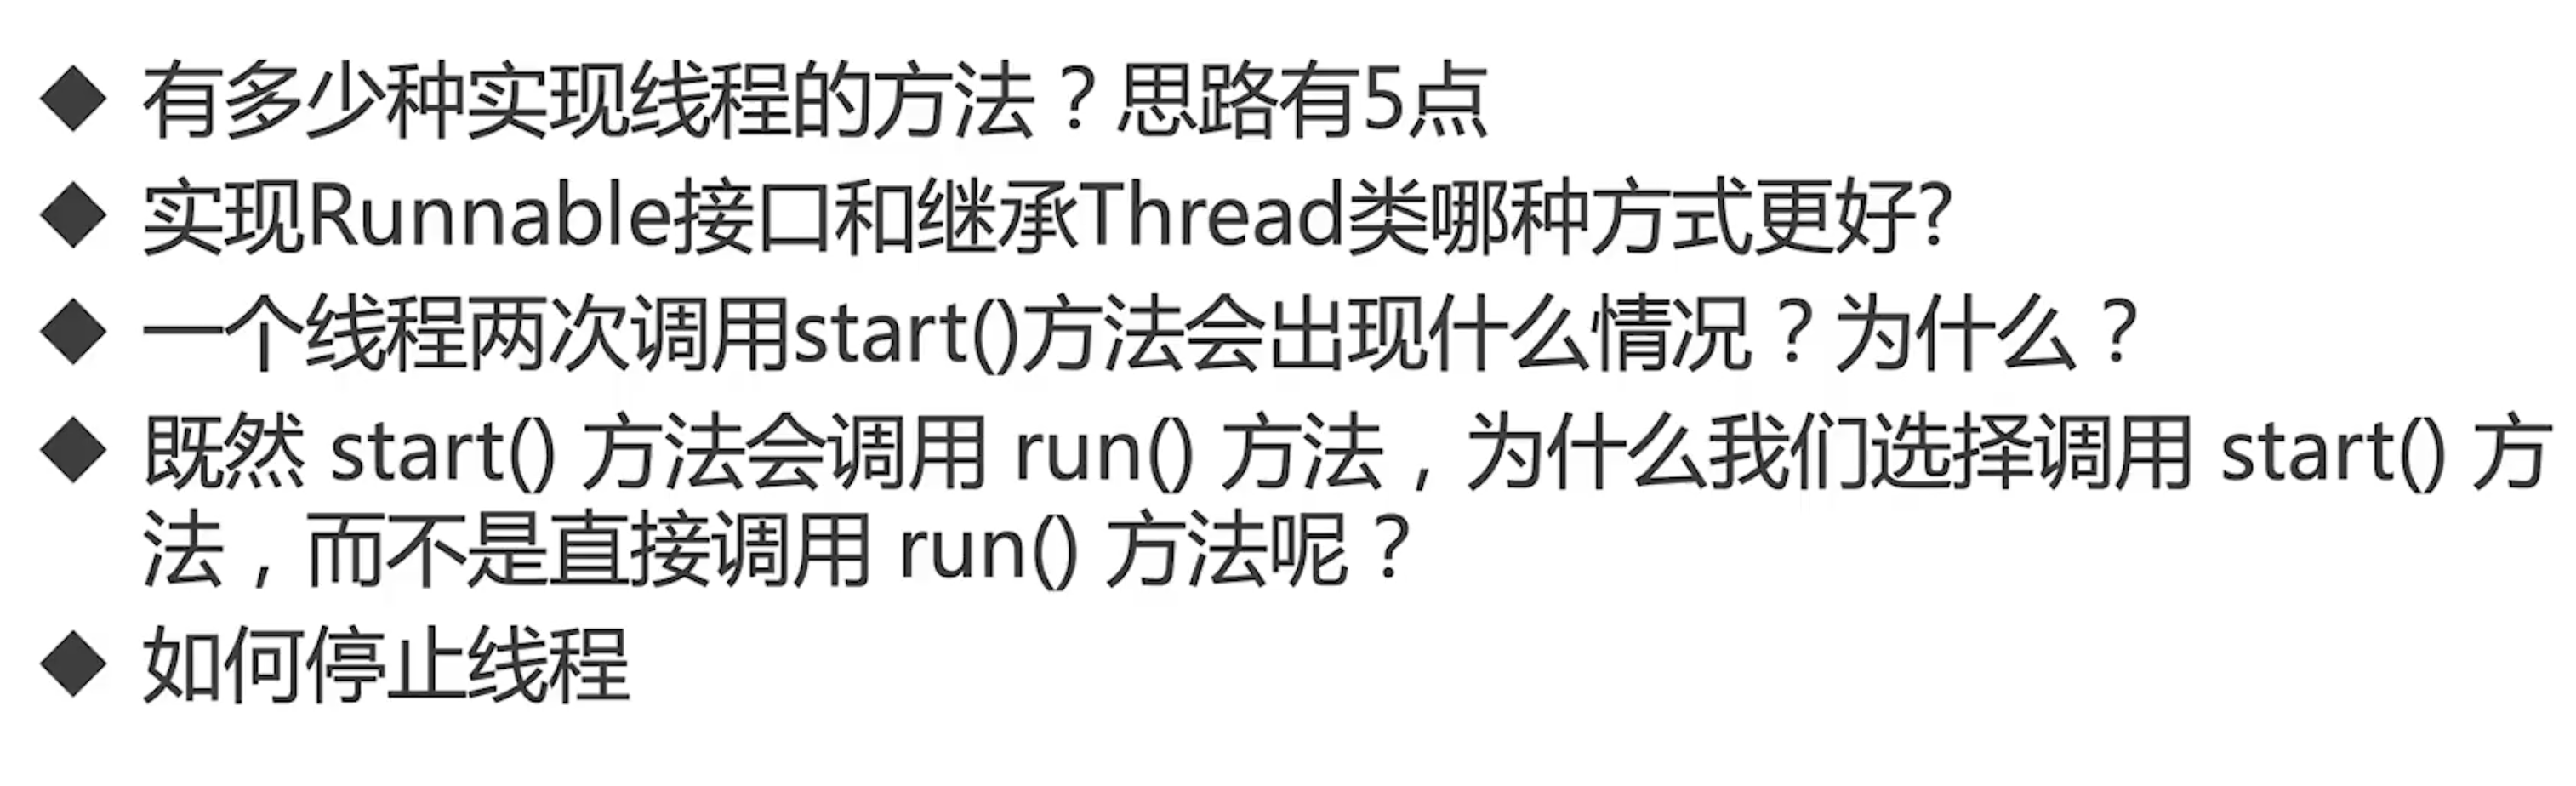 ◆ 有多少种实现线程的方法？思路有5点
◆ 实现Runnable接口和继承Thread类哪种方式更好?
◆ 一个线程两次调用start()方法会出现什么情况？为什么？
◆ 既然 start() 方法会调用 run() 方法，为什么我们选择调用 start() 方
法，而不是直接调用 run() 方法呢？
◆ 如何停止线程